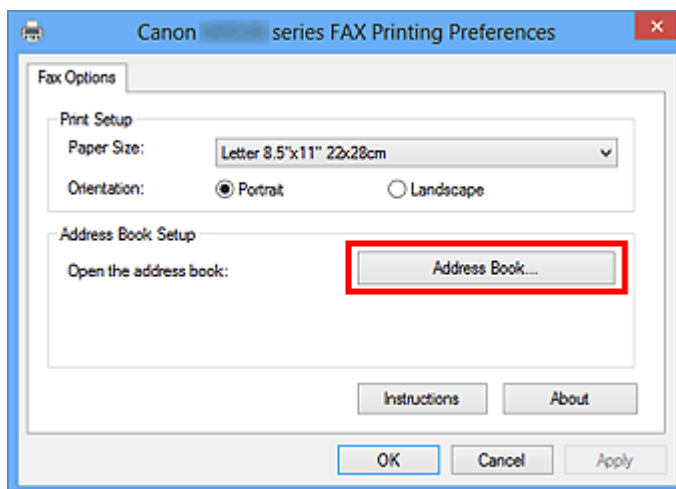 Canon series FAX Printing Preferences
Fax Options
Print Setup
Paper Size: Letter 8.5"x11" 22x28cm
Orientation: Portrait Landscape
Address Book Setup
Open the address book: Address Book...
Instructions About
OK Cancel Apply